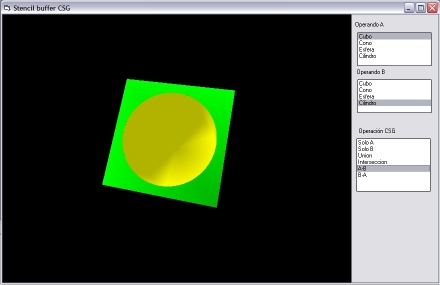 Stencil buffer CSG
Operando A
Cubo
Cono
Esfera
Cilindro
Operando B
Cubo
Cono
Esfera
Cilindro
Operación CSG
Solo A
Solo B
Union
Interseccion
A-B
B-A